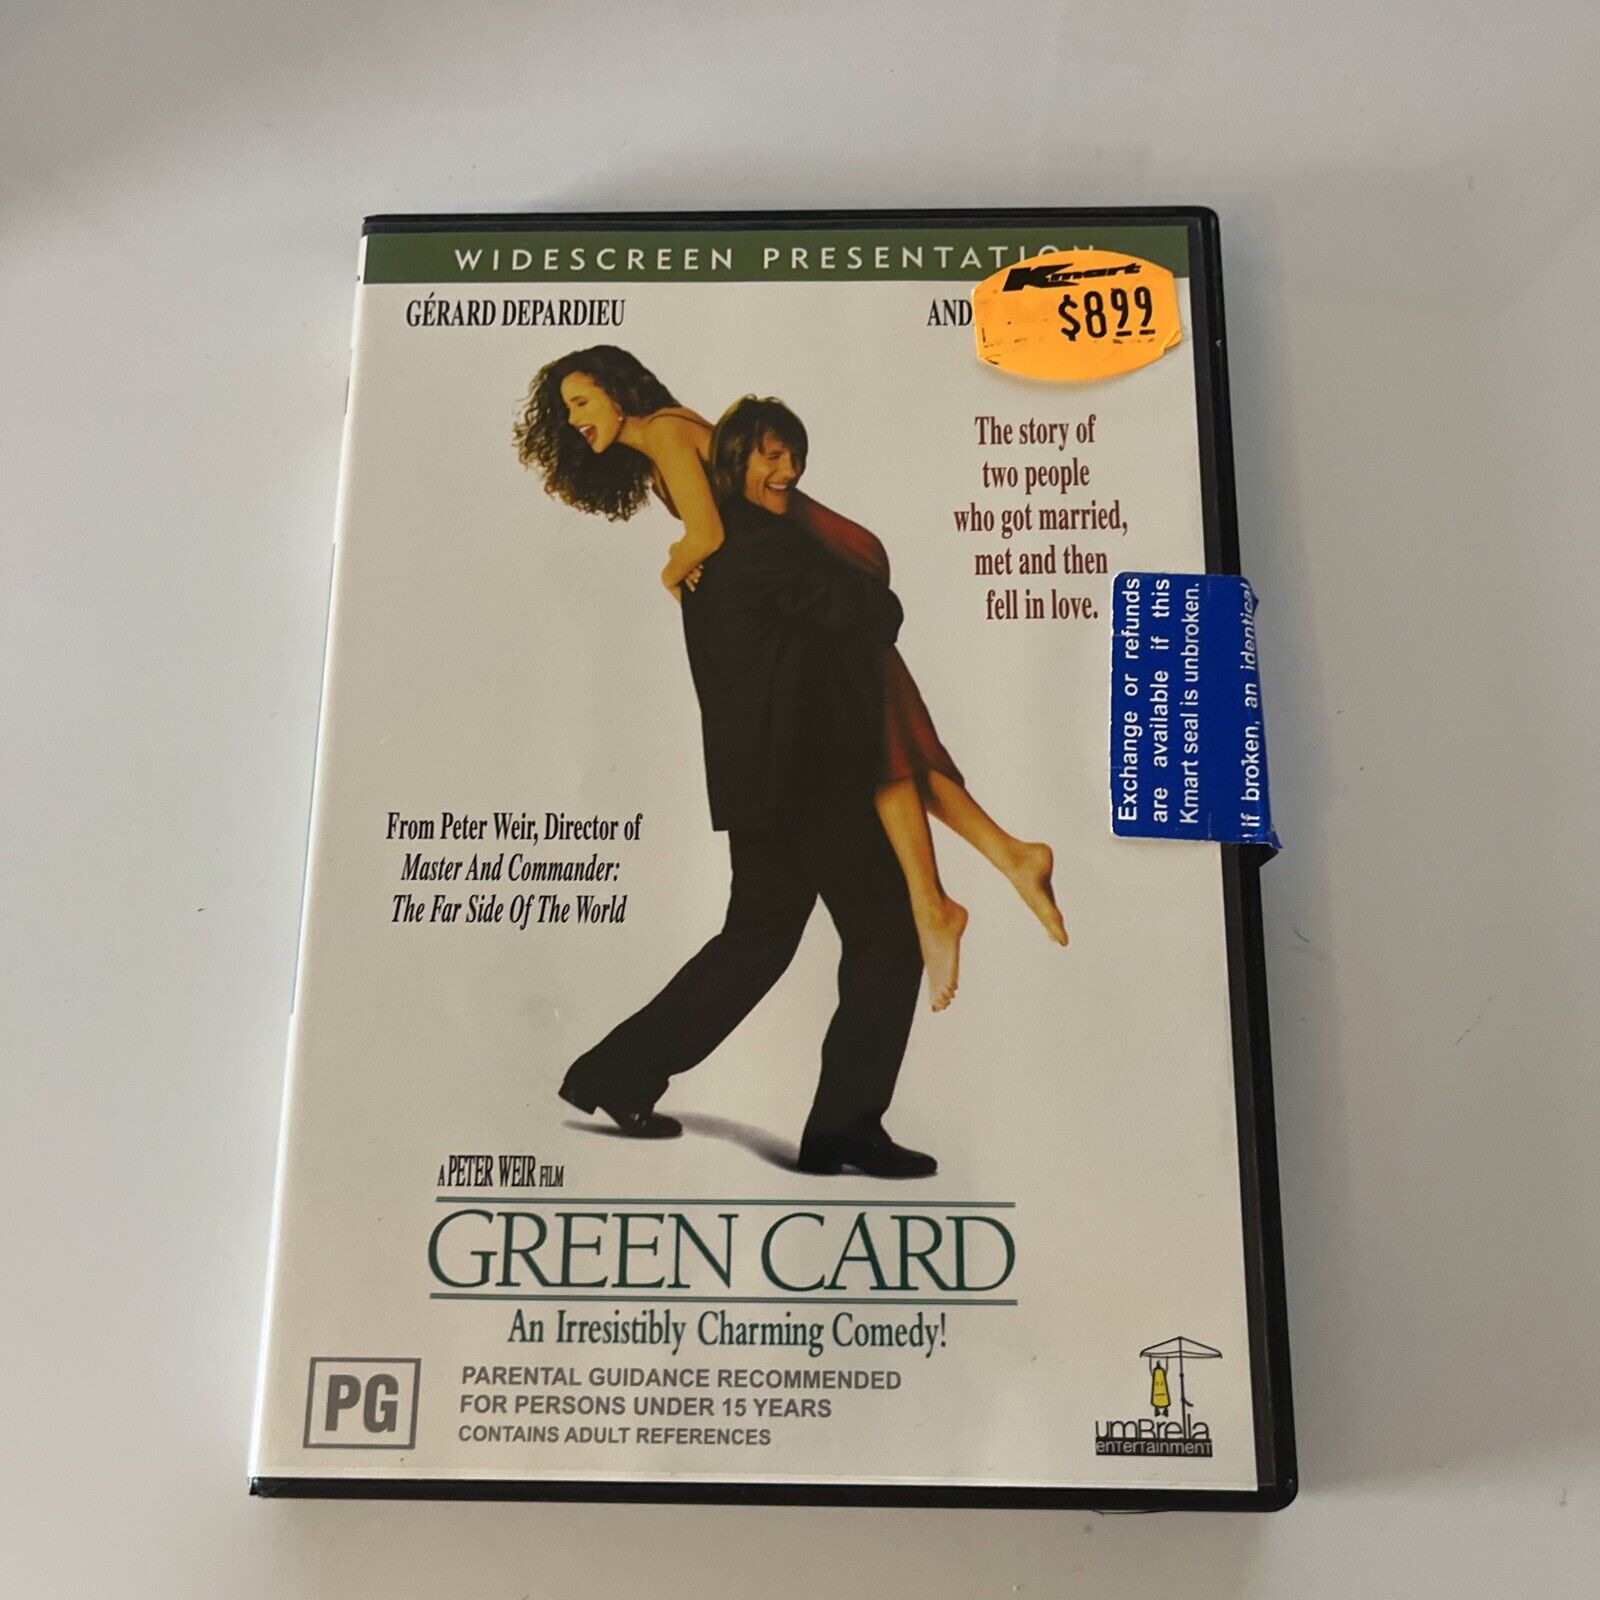 WIDESCREEN PRESENTATION
Kmart
$8.99
GÉRARD DEPARDIEU
AND
The story of
two people
who got married,
met and then
fell in love.
Exchange or refunds
are available if this
Kmart seal is unbroken.
If broken, an identical
From Peter Weir, Director of
Master And Commander:
The Far Side Of The World
A PETER WEIR FILM
GREEN CARD
An Irresistibly Charming Comedy!
PG
PARENTAL GUIDANCE RECOMMENDED
FOR PERSONS UNDER 15 YEARS
CONTAINS ADULT REFERENCES
umBrella
enTerTainmenT